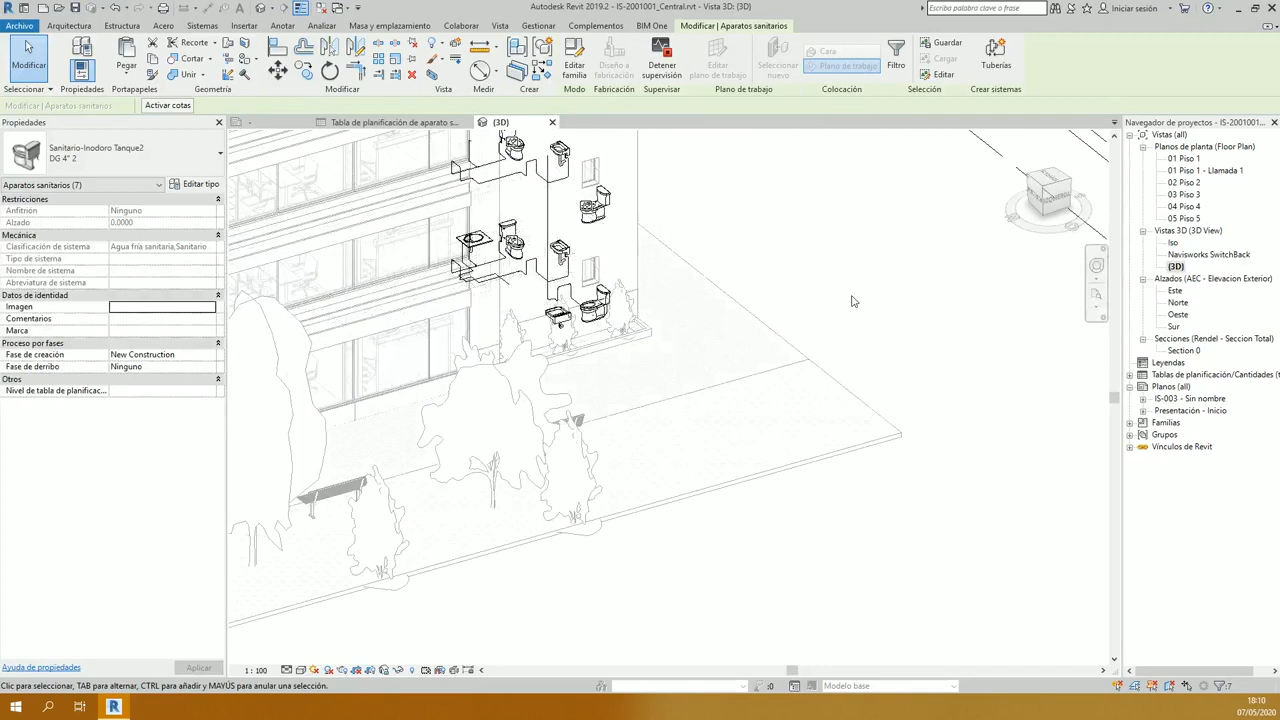 Autodesk Revit 2019.2 - IS-2001001_Central.rvt - Vista 3D: {3D}
Escriba palabra clave o frase
Iniciar sesión
Archivo Arquitectura Estructura Acero Sistemas Insertar Anotar Analizar Masa y emplazamiento Colaborar Vista Gestionar Complementos BIM One Modificar | Aparatos sanitarios
Modificar
Seleccionar
Propiedades
Pegar
Portapapeles
Recorte
Cortar
Unir
Geometría
Modificar
Vista
Medir
Crear
Editar
familia
Modo
Diseño a
fabricación
Fabricación
Detener
supervisión
Supervisar
Editar
plano de trabajo
Plano de trabajo
Seleccionar
nuevo
Cara
Plano de trabajo
Colocación
Filtro
Guardar
Cargar
Editar
Selección
Tuberías
Crear sistemas
Modificar | Aparatos sanitarios Activar cotas
Propiedades
Sanitario-Inodoro Tanque2
DG 4" 2
Aparatos sanitarios (7) Editar tipo
Restricciones
Anfitrión Ninguno
Alzado 0.0000
Mecánica
Clasificación de sistema Agua fría sanitaria,Sanitario
Tipo de sistema
Nombre de sistema
Abreviatura de sistema
Datos de identidad
Imagen
Comentarios
Marca
Proceso por fases
Fase de creación New Construction
Fase de derribo Ninguno
Otros
Nivel de tabla de planificac...
Ayuda de propiedades Aplicar
Tabla de planificación de aparato s...
{3D}
1 : 100
Navegador de proyectos - IS-2001001...
Vistas (all)
Planos de planta (Floor Plan)
01 Piso 1
01 Piso 1 - Llamada 1
02 Piso 2
03 Piso 3
04 Piso 4
05 Piso 5
Vistas 3D (3D View)
Iso
Navisworks SwitchBack
{3D}
Alzados (AEC - Elevacion Exterior)
Este
Norte
Oeste
Sur
Secciones (Rendel - Seccion Total)
Section 0
Leyendas
Tablas de planificación/Cantidades (t
Planos (all)
IS-003 - Sin nombre
Presentación - Inicio
Familias
Grupos
Vínculos de Revit
Clic para seleccionar, TAB para alternar, CTRL para añadir y MAYÚS para anular una selección.
:0
Modelo base
:7
18:10
07/05/2020